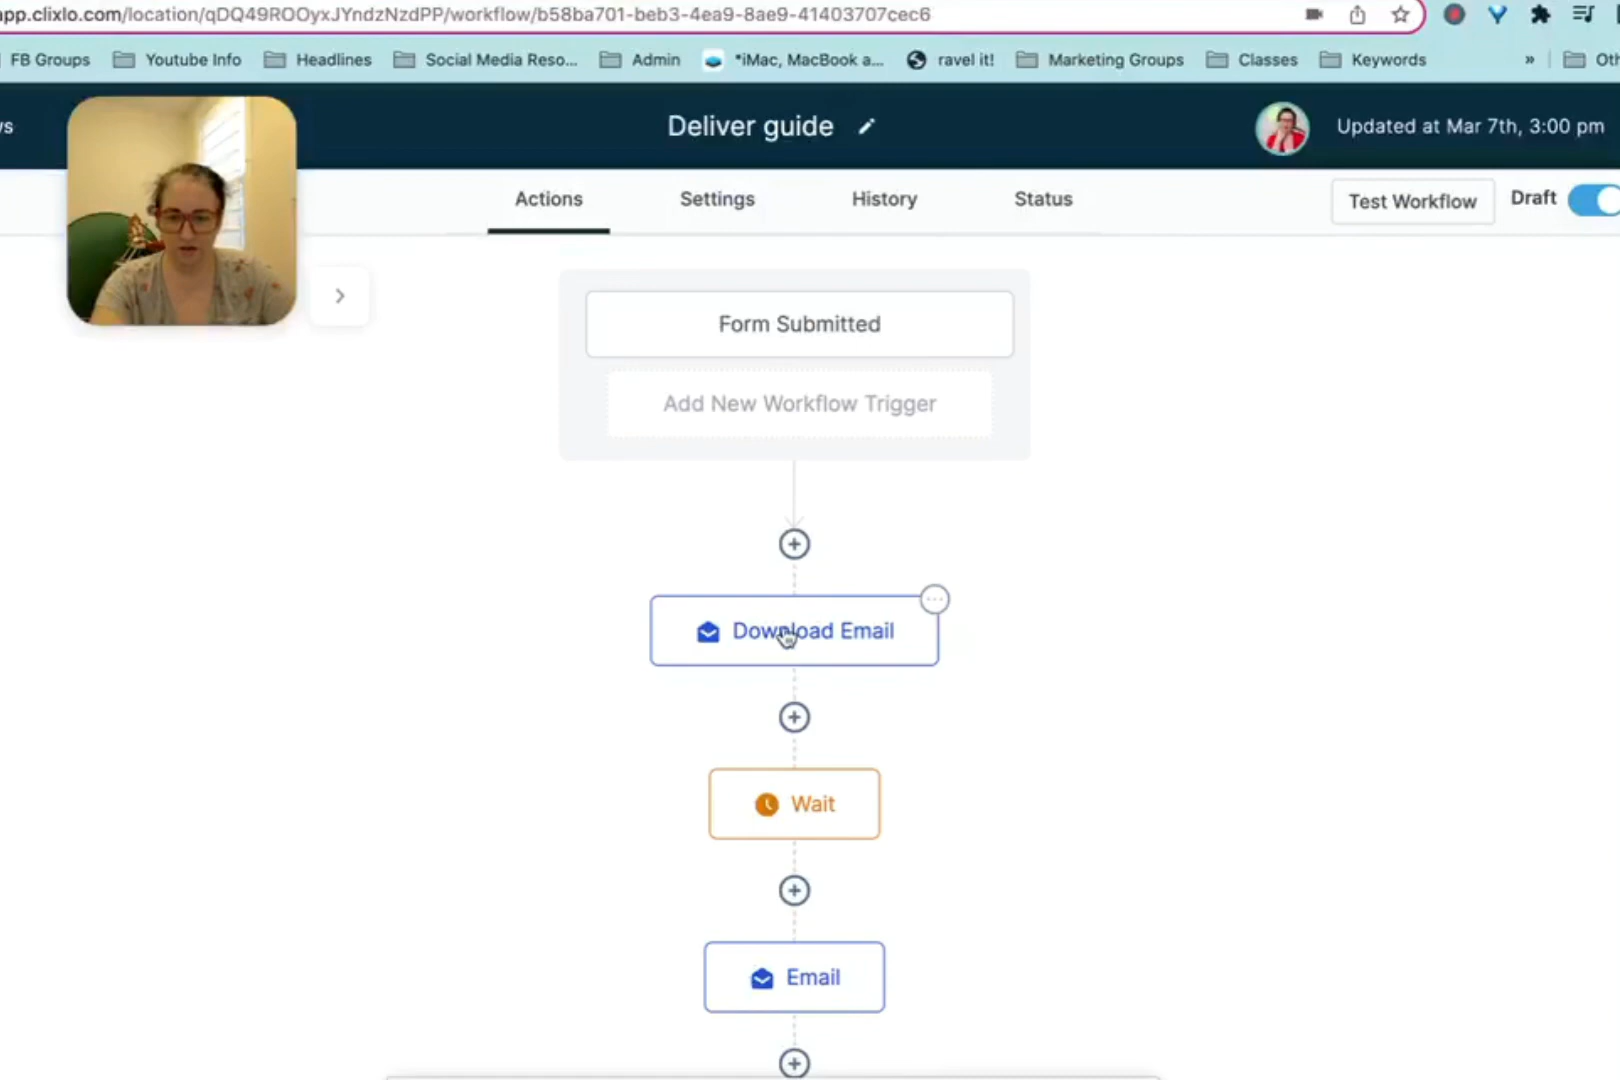 app.clixlo.com/location/qDQ49ROOyxJYndzNzdPP/workflow/b58ba701-beb3-4ea9-8ae9-41403707cec6
FB Groups Youtube Info Headlines Social Media Reso... Admin *iMac, MacBook a... ravel it! Marketing Groups Classes Keywords » Oth
vs Deliver guide Updated at Mar 7th, 3:00 pm
Actions Settings History Status Test Workflow Draft
Form Submitted
Add New Workflow Trigger
Download Email
Wait
Email